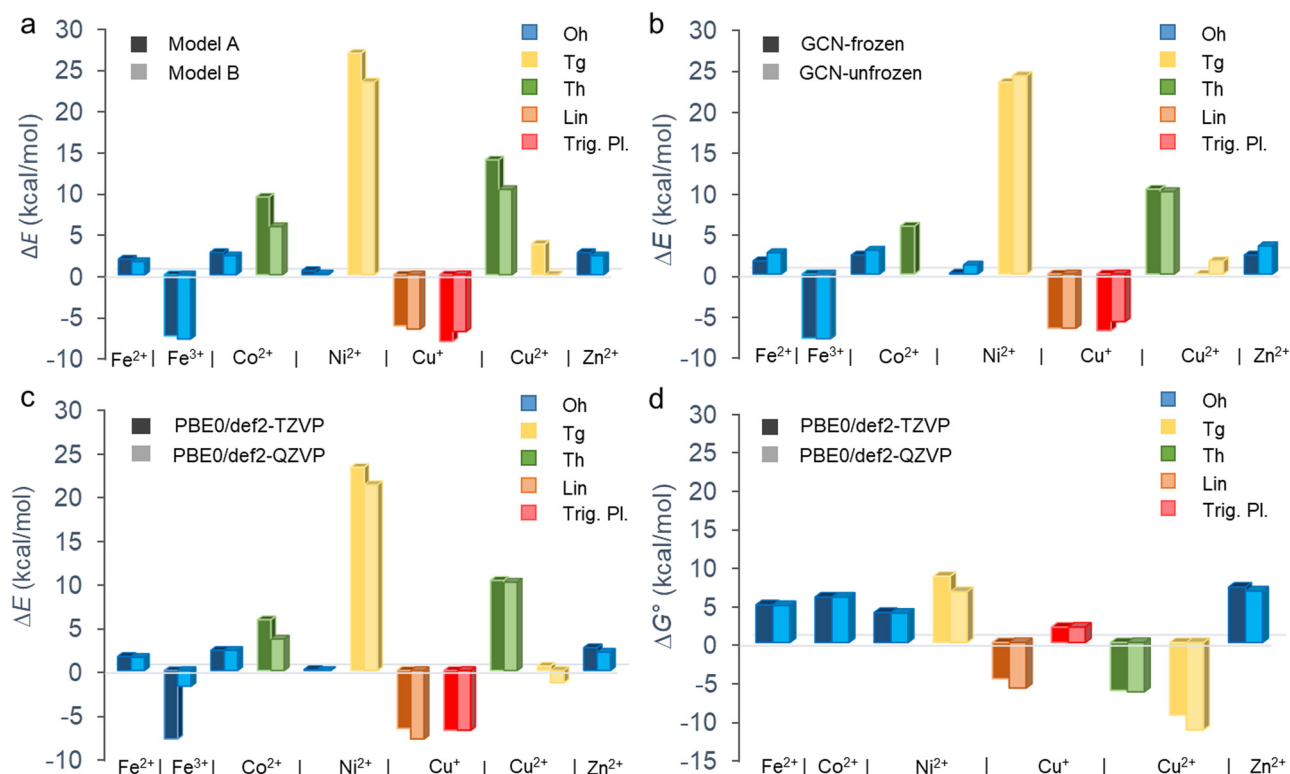 a
ΔE (kcal/mol)
30
25
20
15
10
5
0
-5
-10
Model A
Model B
Oh
Tg
Th
Lin
Trig. Pl.
Fe²⁺ | Fe³⁺ | Co²⁺ | Ni²⁺ | Cu⁺ | Cu²⁺ | Zn²⁺
b
ΔE (kcal/mol)
30
25
20
15
10
5
0
-5
-10
GCN-frozen
GCN-unfrozen
Oh
Tg
Th
Lin
Trig. Pl.
Fe²⁺ | Fe³⁺ | Co²⁺ | Ni²⁺ | Cu⁺ | Cu²⁺ | Zn²⁺
c
ΔE (kcal/mol)
30
25
20
15
10
5
0
-5
-10
PBE0/def2-TZVP
PBE0/def2-QZVP
Oh
Tg
Th
Lin
Trig. Pl.
Fe²⁺ | Fe³⁺ | Co²⁺ | Ni²⁺ | Cu⁺ | Cu²⁺ | Zn²⁺
d
ΔG° (kcal/mol)
30
25
20
15
10
5
0
-5
-10
-15
PBE0/def2-TZVP
PBE0/def2-QZVP
Oh
Tg
Th
Lin
Trig. Pl.
Fe²⁺ | Co²⁺ | Ni²⁺ | Cu⁺ | Cu²⁺ | Zn²⁺